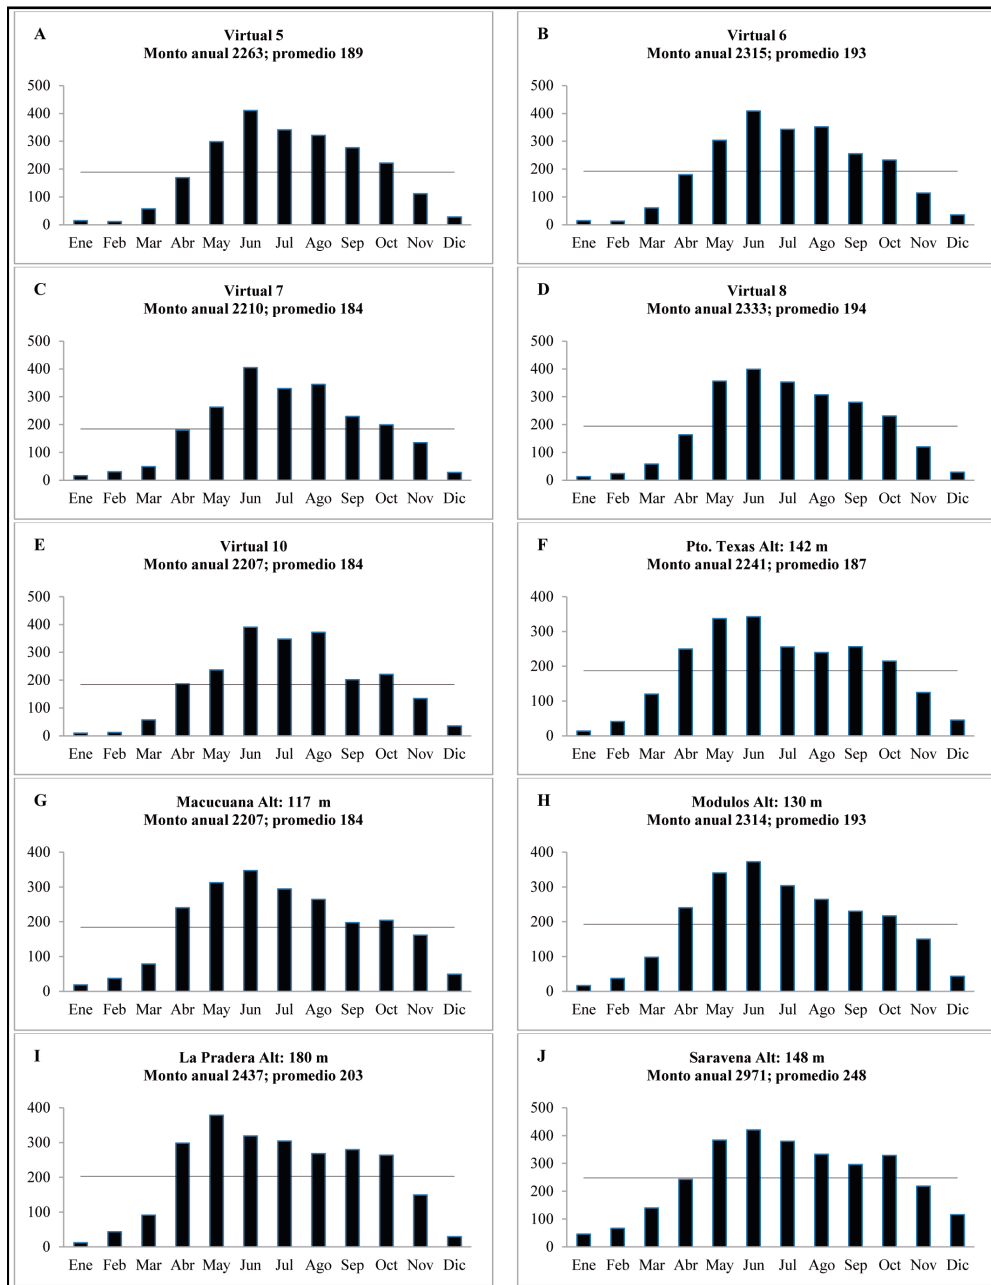 A
Virtual 5
Monto anual 2263; promedio 189
500
400
300
200
100
0
Ene Feb Mar Abr May Jun Jul Ago Sep Oct Nov Dic
B
Virtual 6
Monto anual 2315; promedio 193
500
400
300
200
100
0
Ene Feb Mar Abr May Jun Jul Ago Sep Oct Nov Dic
C
Virtual 7
Monto anual 2210; promedio 184
500
400
300
200
100
0
Ene Feb Mar Abr May Jun Jul Ago Sep Oct Nov Dic
D
Virtual 8
Monto anual 2333; promedio 194
500
400
300
200
100
0
Ene Feb Mar Abr May Jun Jul Ago Sep Oct Nov Dic
E
Virtual 10
Monto anual 2207; promedio 184
500
400
300
200
100
0
Ene Feb Mar Abr May Jun Jul Ago Sep Oct Nov Dic
F
Pto. Texas Alt: 142 m
Monto anual 2241; promedio 187
400
300
200
100
0
Ene Feb Mar Abr May Jun Jul Ago Sep Oct Nov Dic
G
Macucuana Alt: 117 m
Monto anual 2207; promedio 184
400
300
200
100
0
Ene Feb Mar Abr May Jun Jul Ago Sep Oct Nov Dic
H
Modulos Alt: 130 m
Monto anual 2314; promedio 193
400
300
200
100
0
Ene Feb Mar Abr May Jun Jul Ago Sep Oct Nov Dic
I
La Pradera Alt: 180 m
Monto anual 2437; promedio 203
400
300
200
100
0
Ene Feb Mar Abr May Jun Jul Ago Sep Oct Nov Dic
J
Saravena Alt: 148 m
Monto anual 2971; promedio 248
500
400
300
200
100
0
Ene Feb Mar Abr May Jun Jul Ago Sep Oct Nov Dic